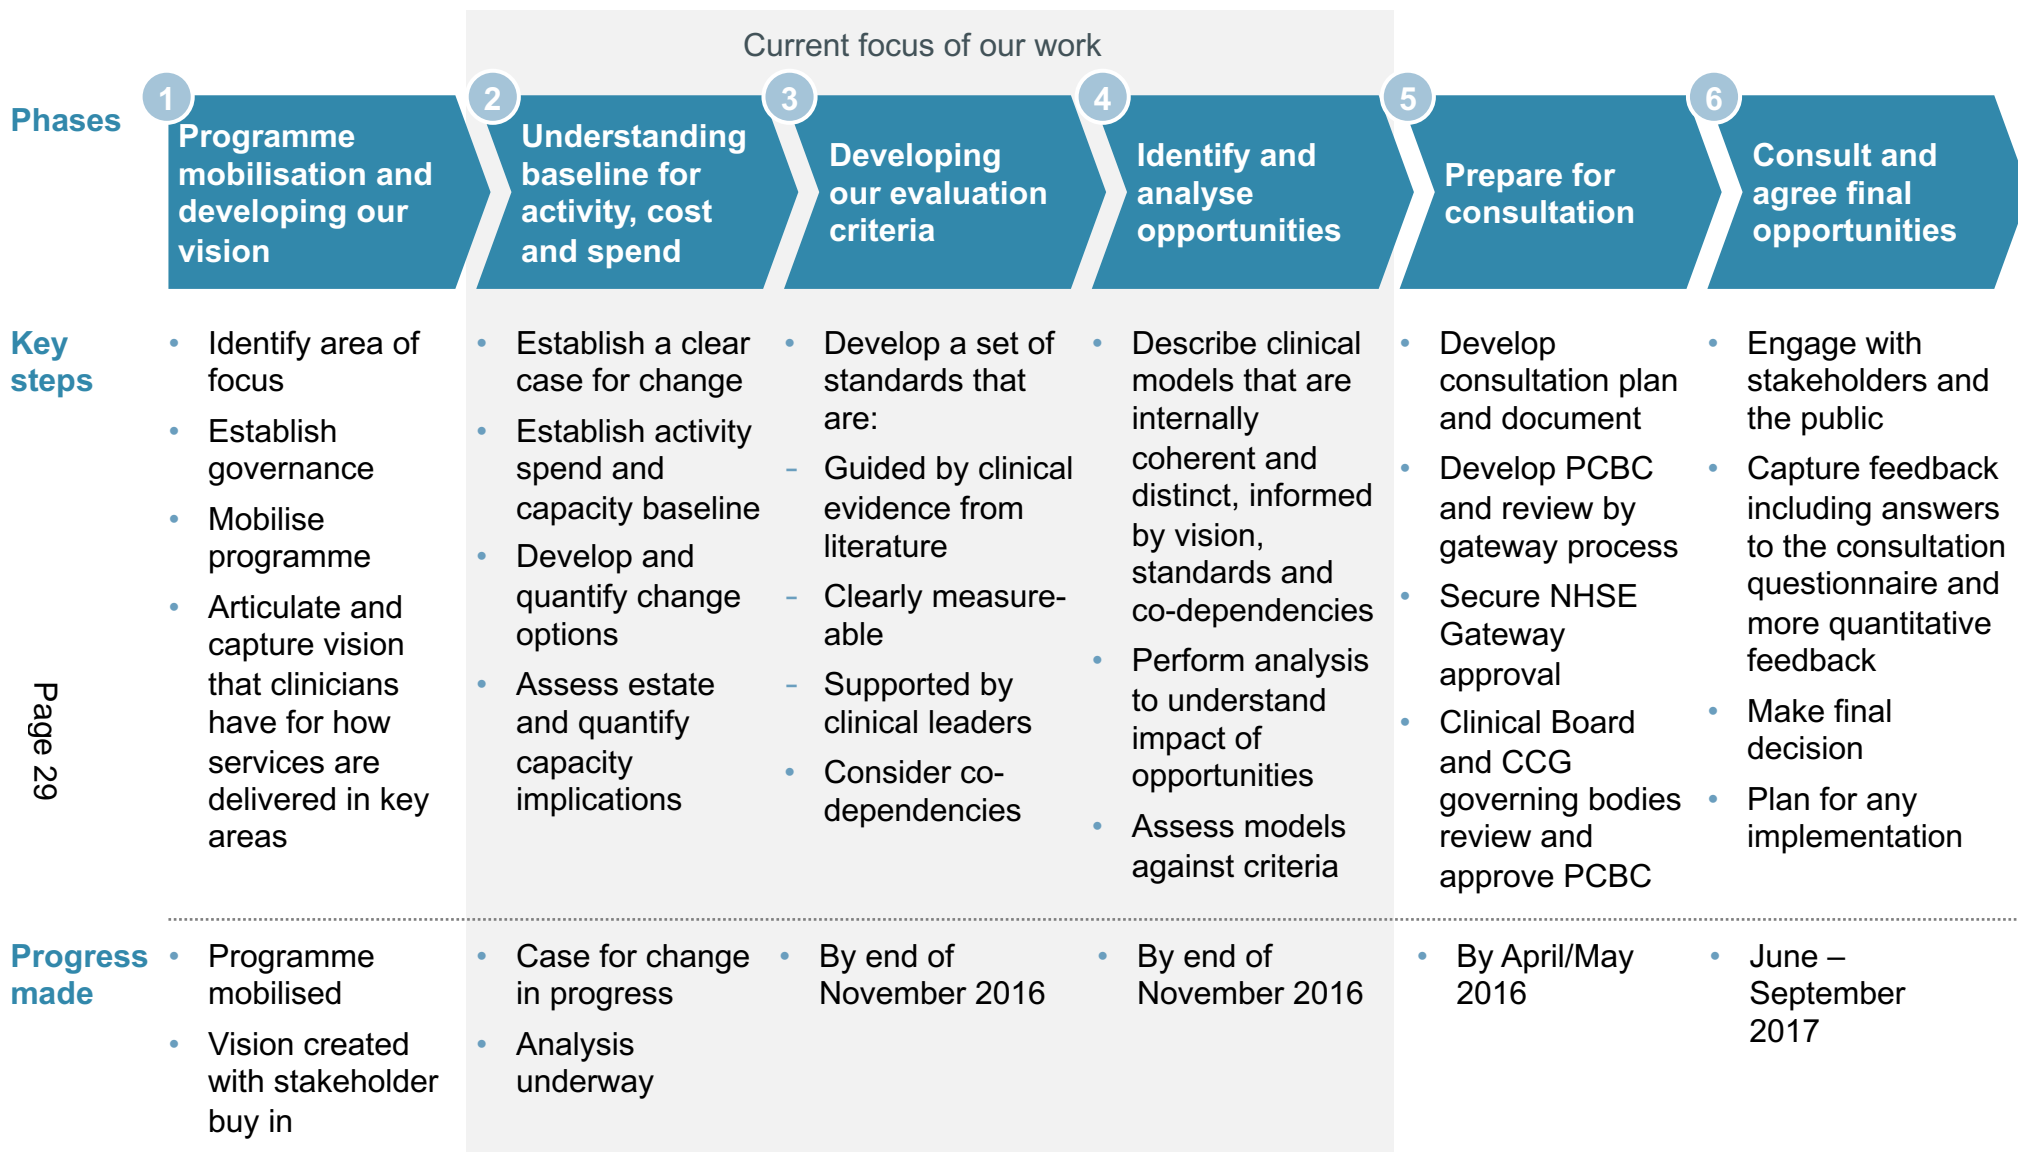 Current focus of our work
Phases
1
Programme
mobilisation and
developing our
vision
2
Understanding
baseline for
activity, cost
and spend
3
Developing
our evaluation
criteria
4
Identify and
analyse
opportunities
5
Prepare for
consultation
6
Consult and
agree final
opportunities
Key
steps
• Identify area of
focus
• Establish
governance
• Mobilise
programme
• Articulate and
capture vision
that clinicians
have for how
services are
delivered in key
areas
• Establish a clear
case for change
• Establish activity
spend and
capacity baseline
• Develop and
quantify change
options
• Assess estate
and quantify
capacity
implications
• Develop a set of
standards that
are:
- Guided by clinical
evidence from
literature
- Clearly measure-
able
- Supported by
clinical leaders
• Consider co-
dependencies
• Describe clinical
models that are
internally
coherent and
distinct, informed
by vision,
standards and
co-dependencies
• Perform analysis
to understand
impact of
opportunities
• Assess models
against criteria
• Develop
consultation plan
and document
• Develop PCBC
and review by
gateway process
• Secure NHSE
Gateway
approval
• Clinical Board
and CCG
governing bodies
review and
approve PCBC
• Engage with
stakeholders and
the public
• Capture feedback
including answers
to the consultation
questionnaire and
more quantitative
feedback
• Make final
decision
• Plan for any
implementation
Page 29
Progress
made
• Programme
mobilised
• Vision created
with stakeholder
buy in
• Case for change
in progress
• Analysis
underway
• By end of
November 2016
• By end of
November 2016
• By April/May
2016
• June –
September
2017